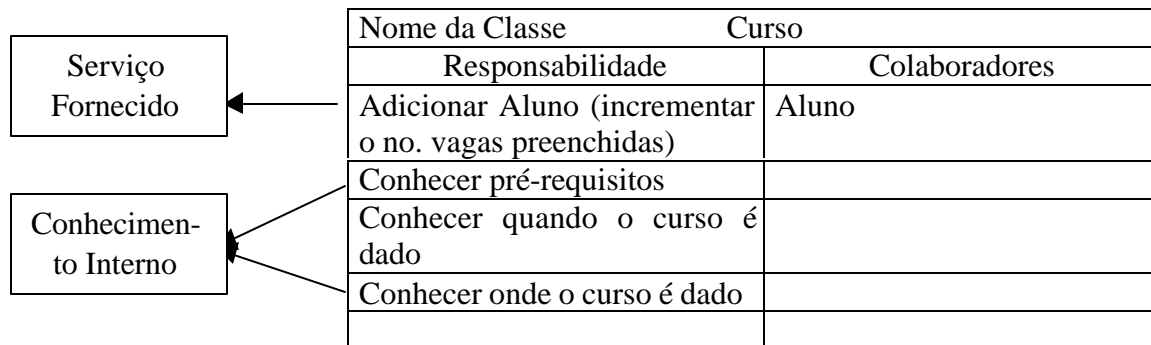 Serviço
Fornecido
Conhecimen-
to Interno
Nome da Classe Curso
Responsabilidade Colaboradores
Adicionar Aluno (incrementar Aluno
o no. vagas preenchidas)
Conhecer pré-requisitos
Conhecer quando o curso é
dado
Conhecer onde o curso é dado